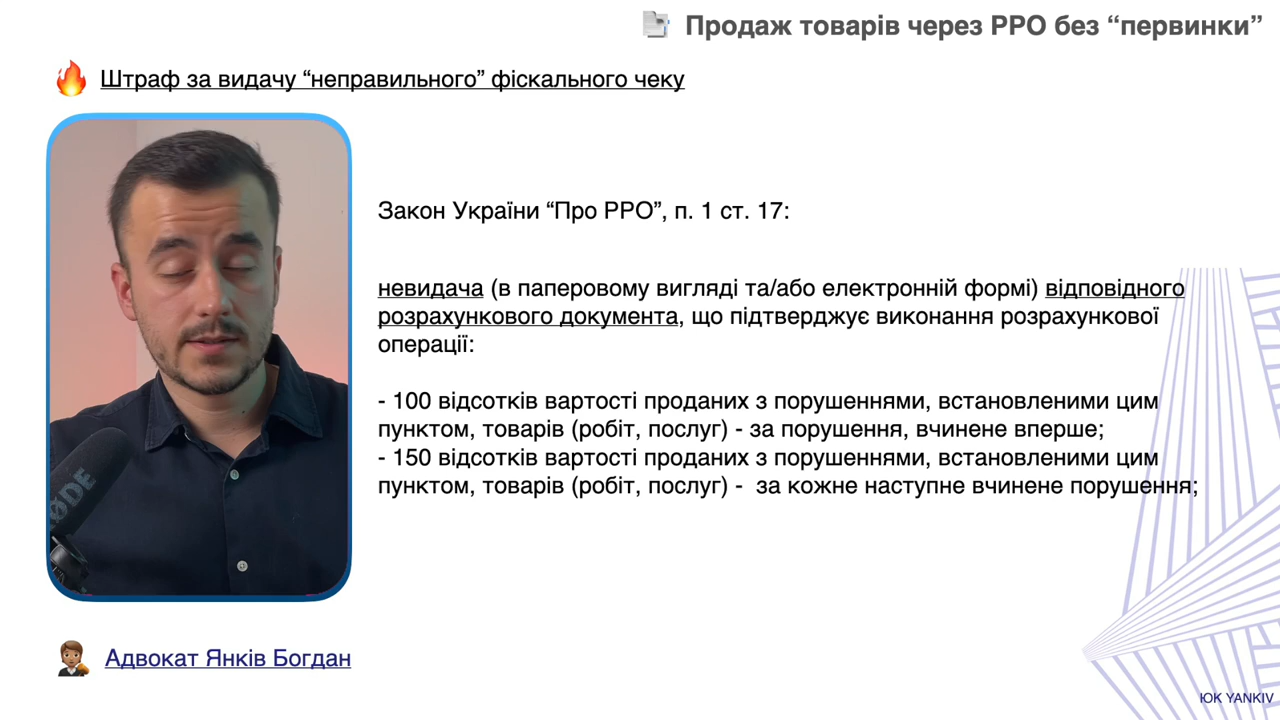 Продаж товарів через РРО без “первинки”
Штраф за видачу “неправильного” фіскального чеку
Закон України “Про РРО”, п. 1 ст. 17:
невидача (в паперовому вигляді та/або електронній формі) відповідного
розрахункового документа, що підтверджує виконання розрахункової
операції:
- 100 відсотків вартості проданих з порушеннями, встановленими цим
пунктом, товарів (робіт, послуг) - за порушення, вчинене вперше;
- 150 відсотків вартості проданих з порушеннями, встановленими цим
пунктом, товарів (робіт, послуг) - за кожне наступне вчинене порушення;
RØDE
Адвокат Янків Богдан
ЮК YANKIV